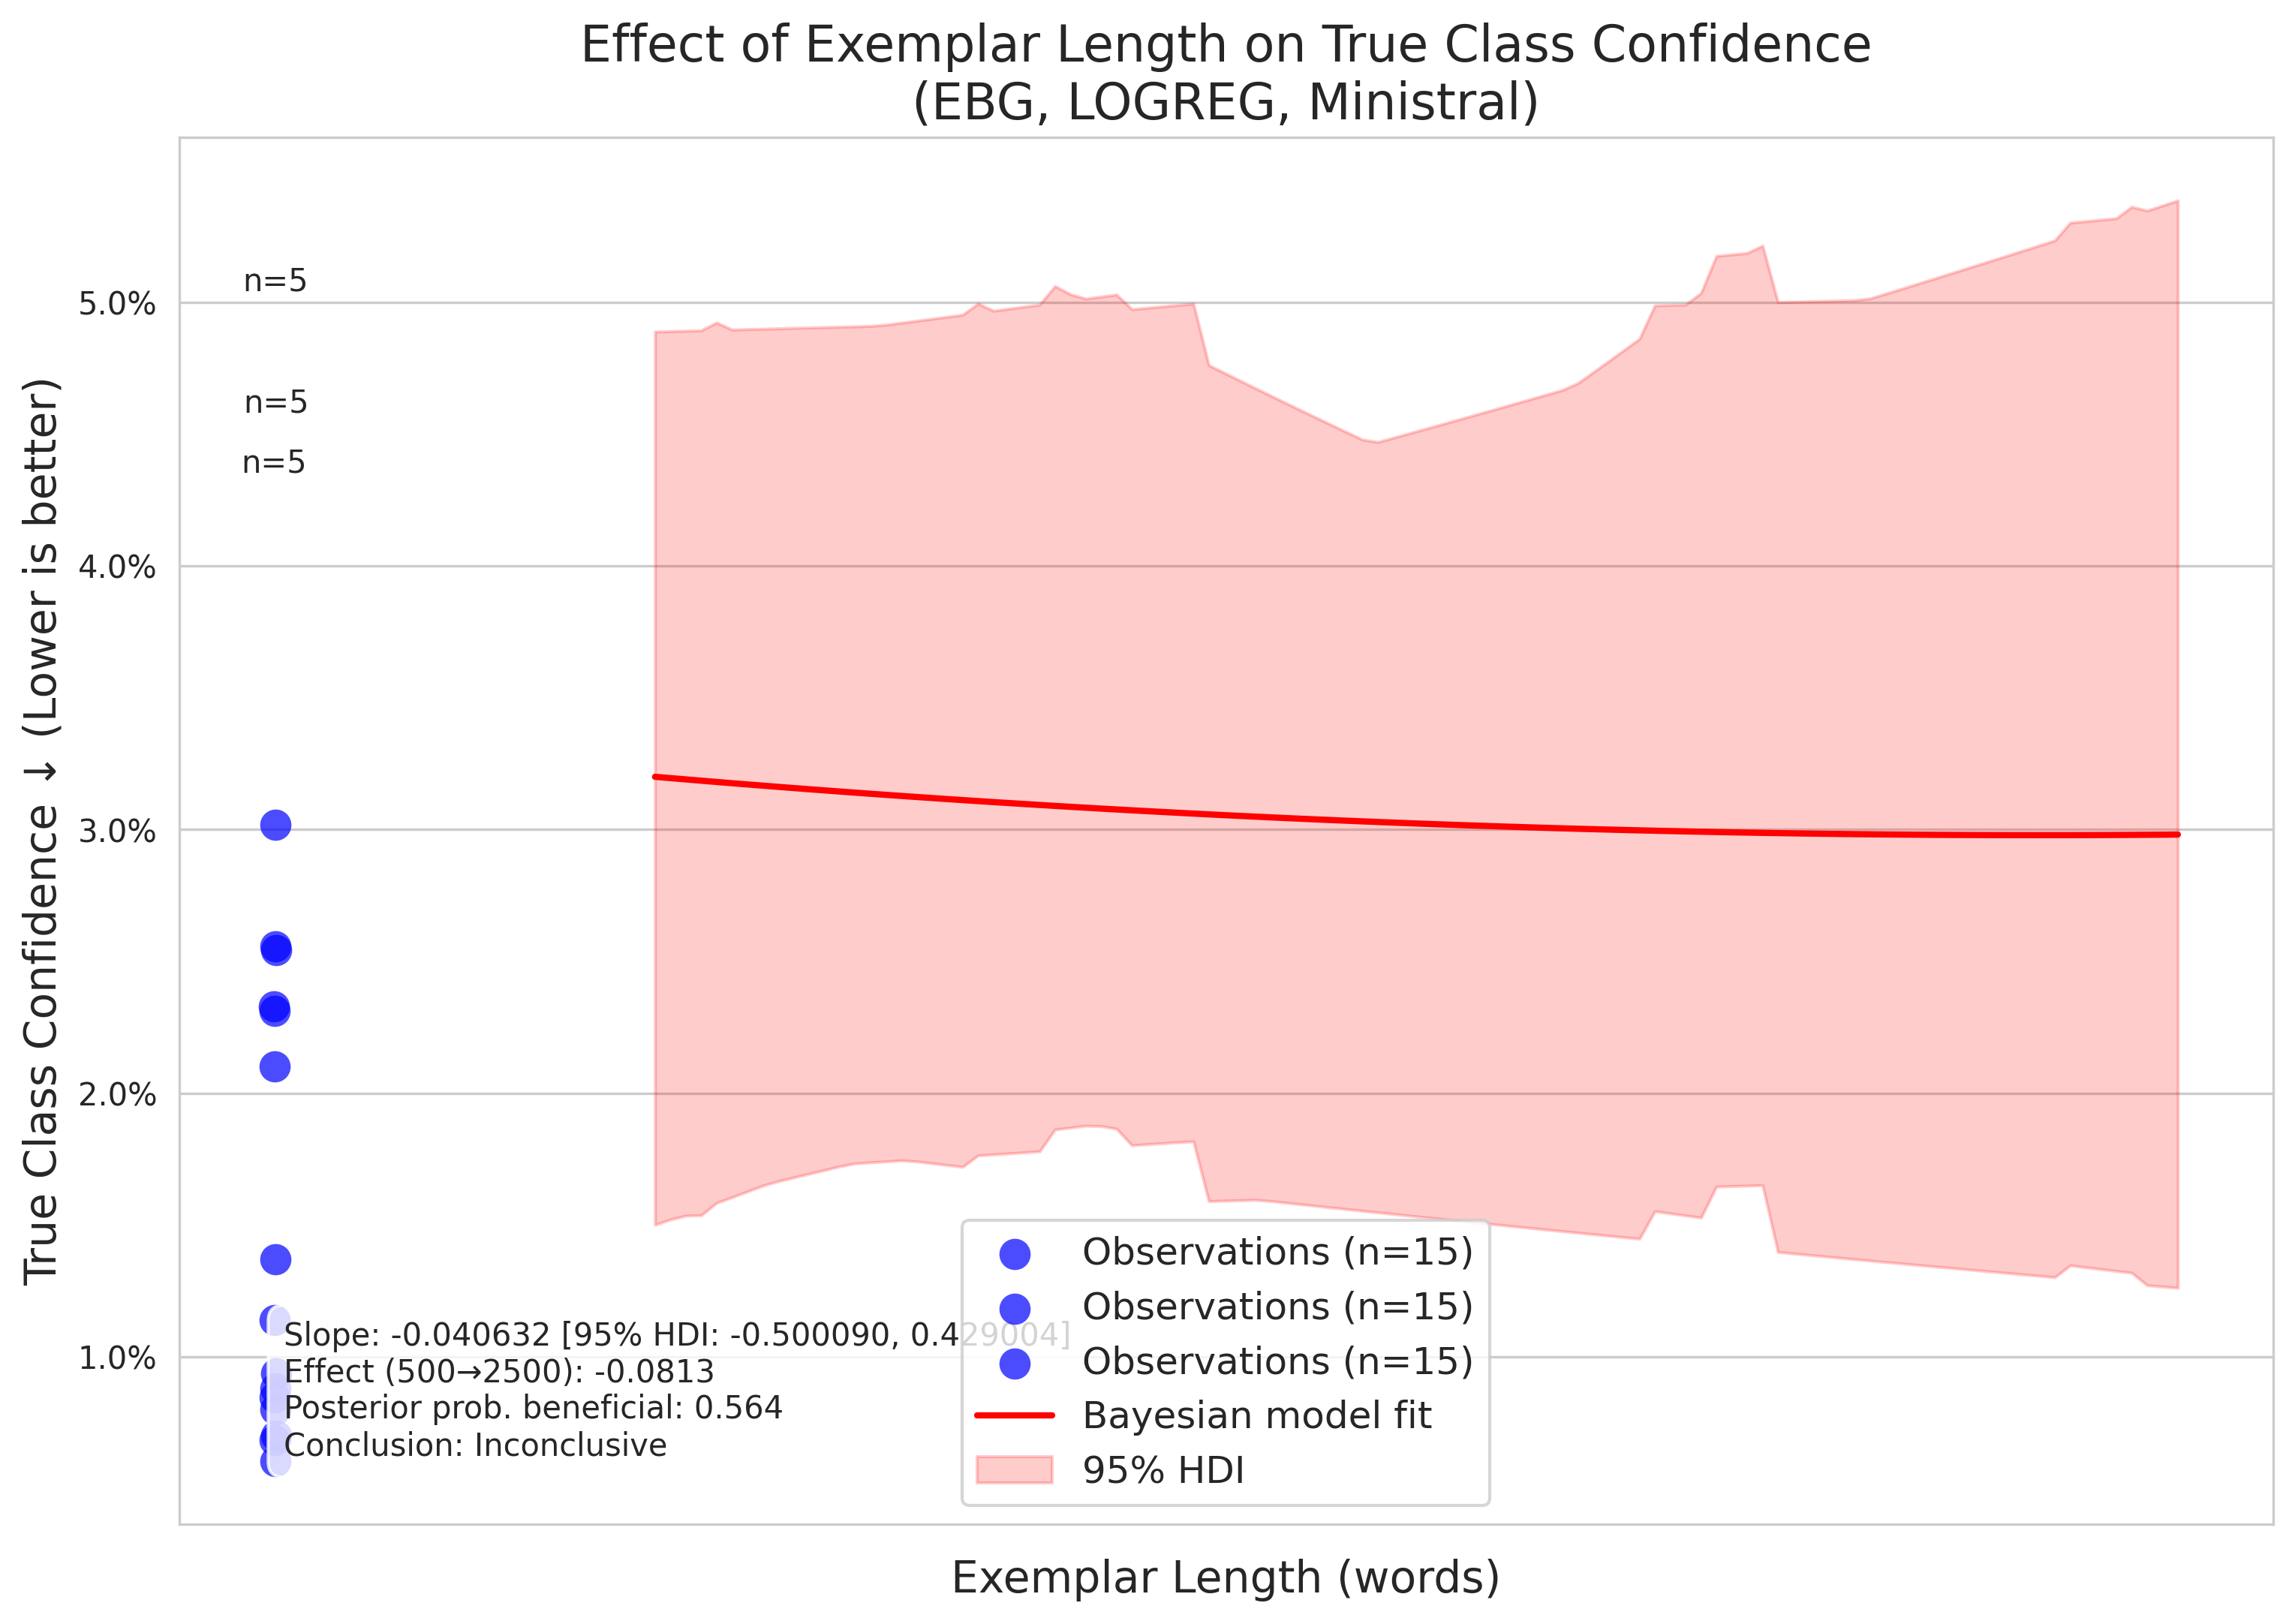 Effect of Exemplar Length on True Class Confidence
(EBG, LOGREG, Ministral)
True Class Confidence ↓ (Lower is better)
5.0%
4.0%
3.0%
2.0%
1.0%
n=5
n=5
n=5
Slope: -0.040632 [95% HDI: -0.500090, 0.429004]
Effect (500→2500): -0.0813
Posterior prob. beneficial: 0.564
Conclusion: Inconclusive
Observations (n=15)
Observations (n=15)
Observations (n=15)
Bayesian model fit
95% HDI
Exemplar Length (words)